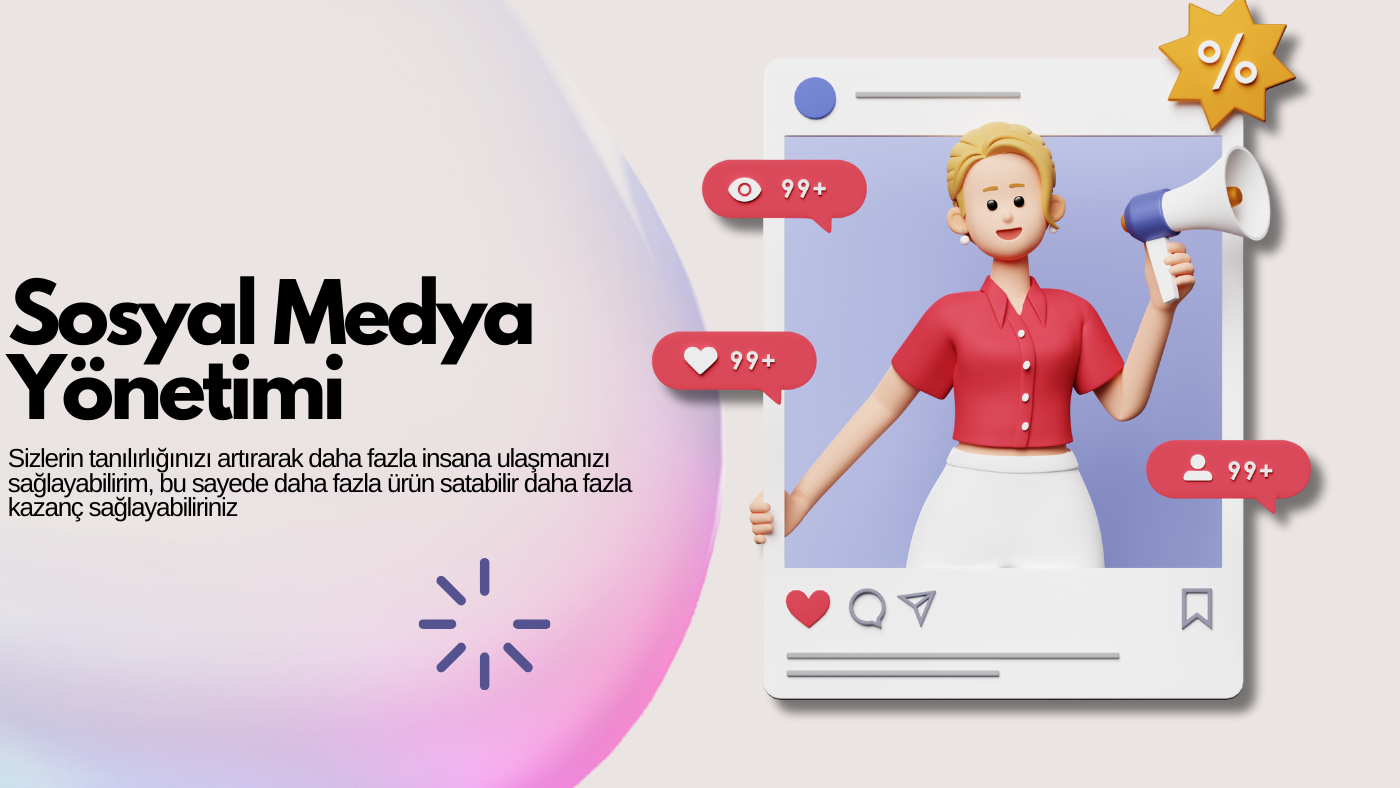 %
Sosyal Medya
Yönetimi
Sizlerin tanılırlığınızı artırarak daha fazla insana ulaşmanızı
sağlayabilirim, bu sayede daha fazla ürün satabilir daha fazla
kazanç sağlayabiliriniz
99+
99+
99+